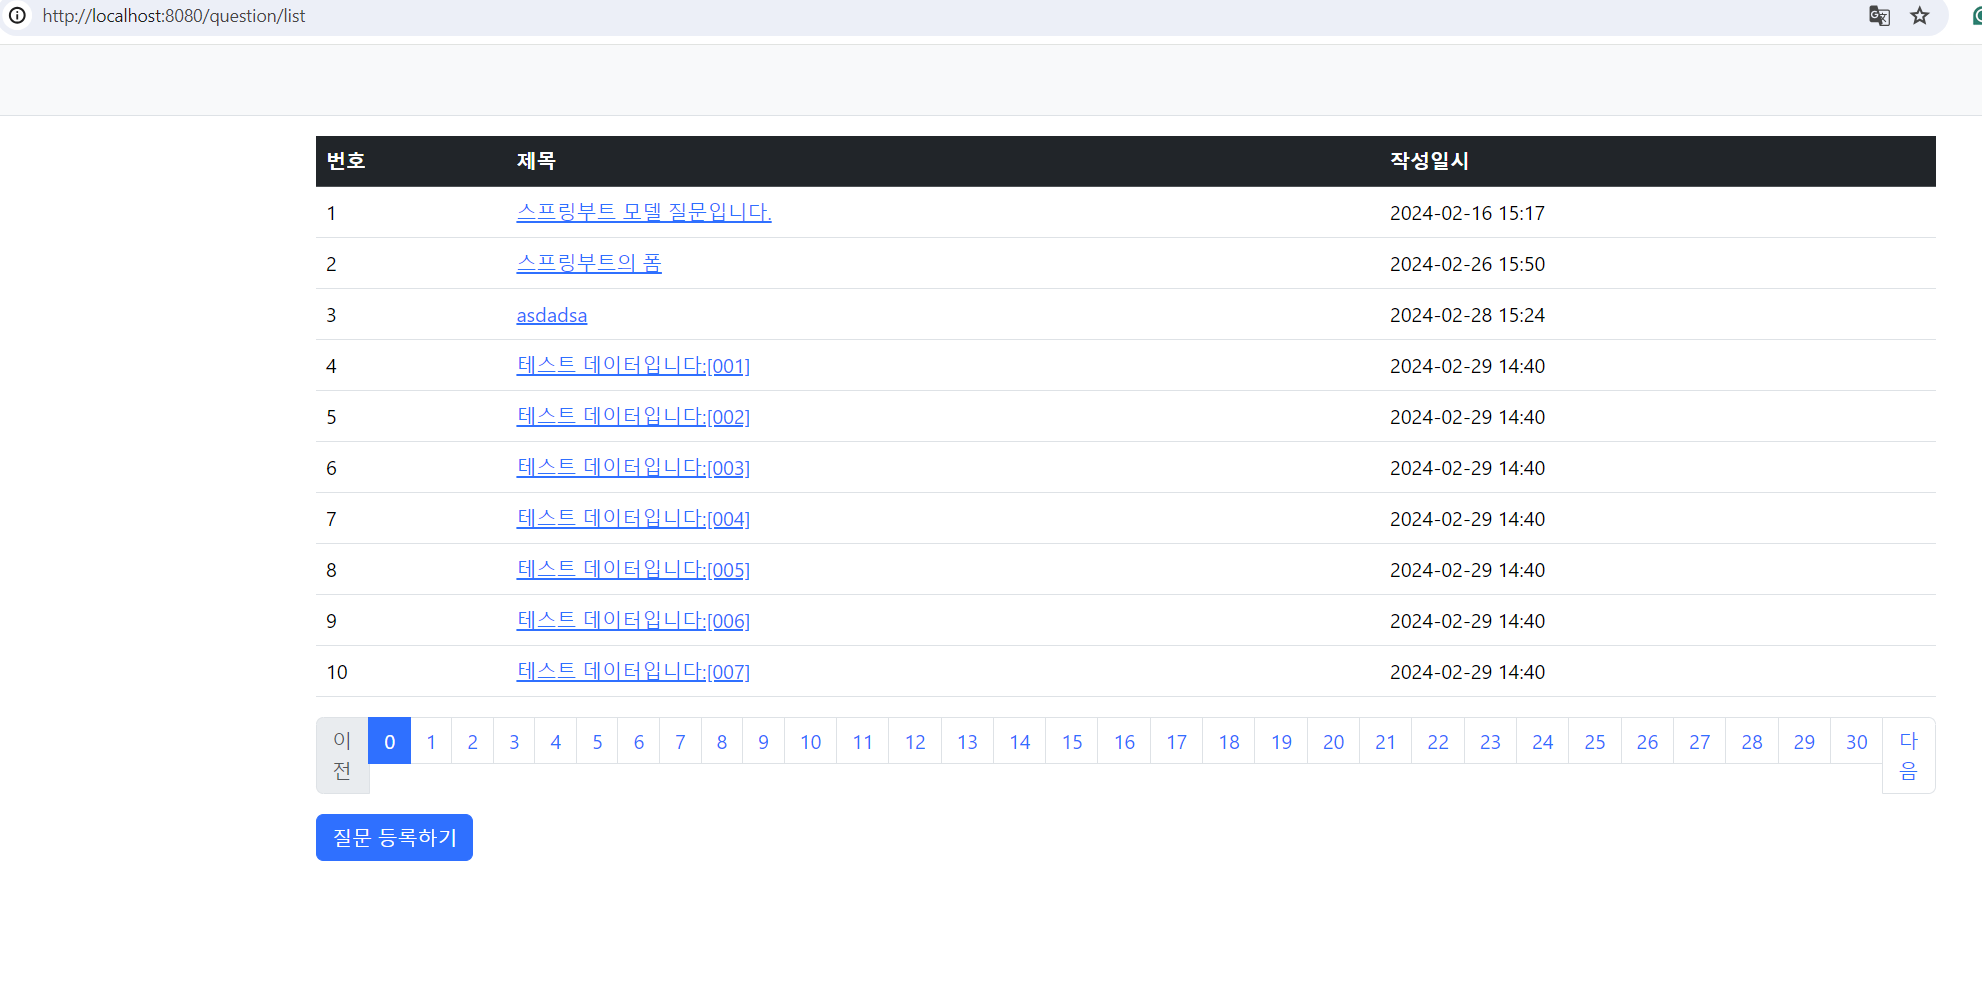 http://localhost:8080/question/list
번호 제목 작성일시
1 스프링부트 모델 질문입니다. 2024-02-16 15:17
2 스프링부트의 폼 2024-02-26 15:50
3 asdadsa 2024-02-28 15:24
4 테스트 데이터입니다:[001] 2024-02-29 14:40
5 테스트 데이터입니다:[002] 2024-02-29 14:40
6 테스트 데이터입니다:[003] 2024-02-29 14:40
7 테스트 데이터입니다:[004] 2024-02-29 14:40
8 테스트 데이터입니다:[005] 2024-02-29 14:40
9 테스트 데이터입니다:[006] 2024-02-29 14:40
10 테스트 데이터입니다:[007] 2024-02-29 14:40
이전 0 1 2 3 4 5 6 7 8 9 10 11 12 13 14 15 16 17 18 19 20 21 22 23 24 25 26 27 28 29 30 다음
질문 등록하기